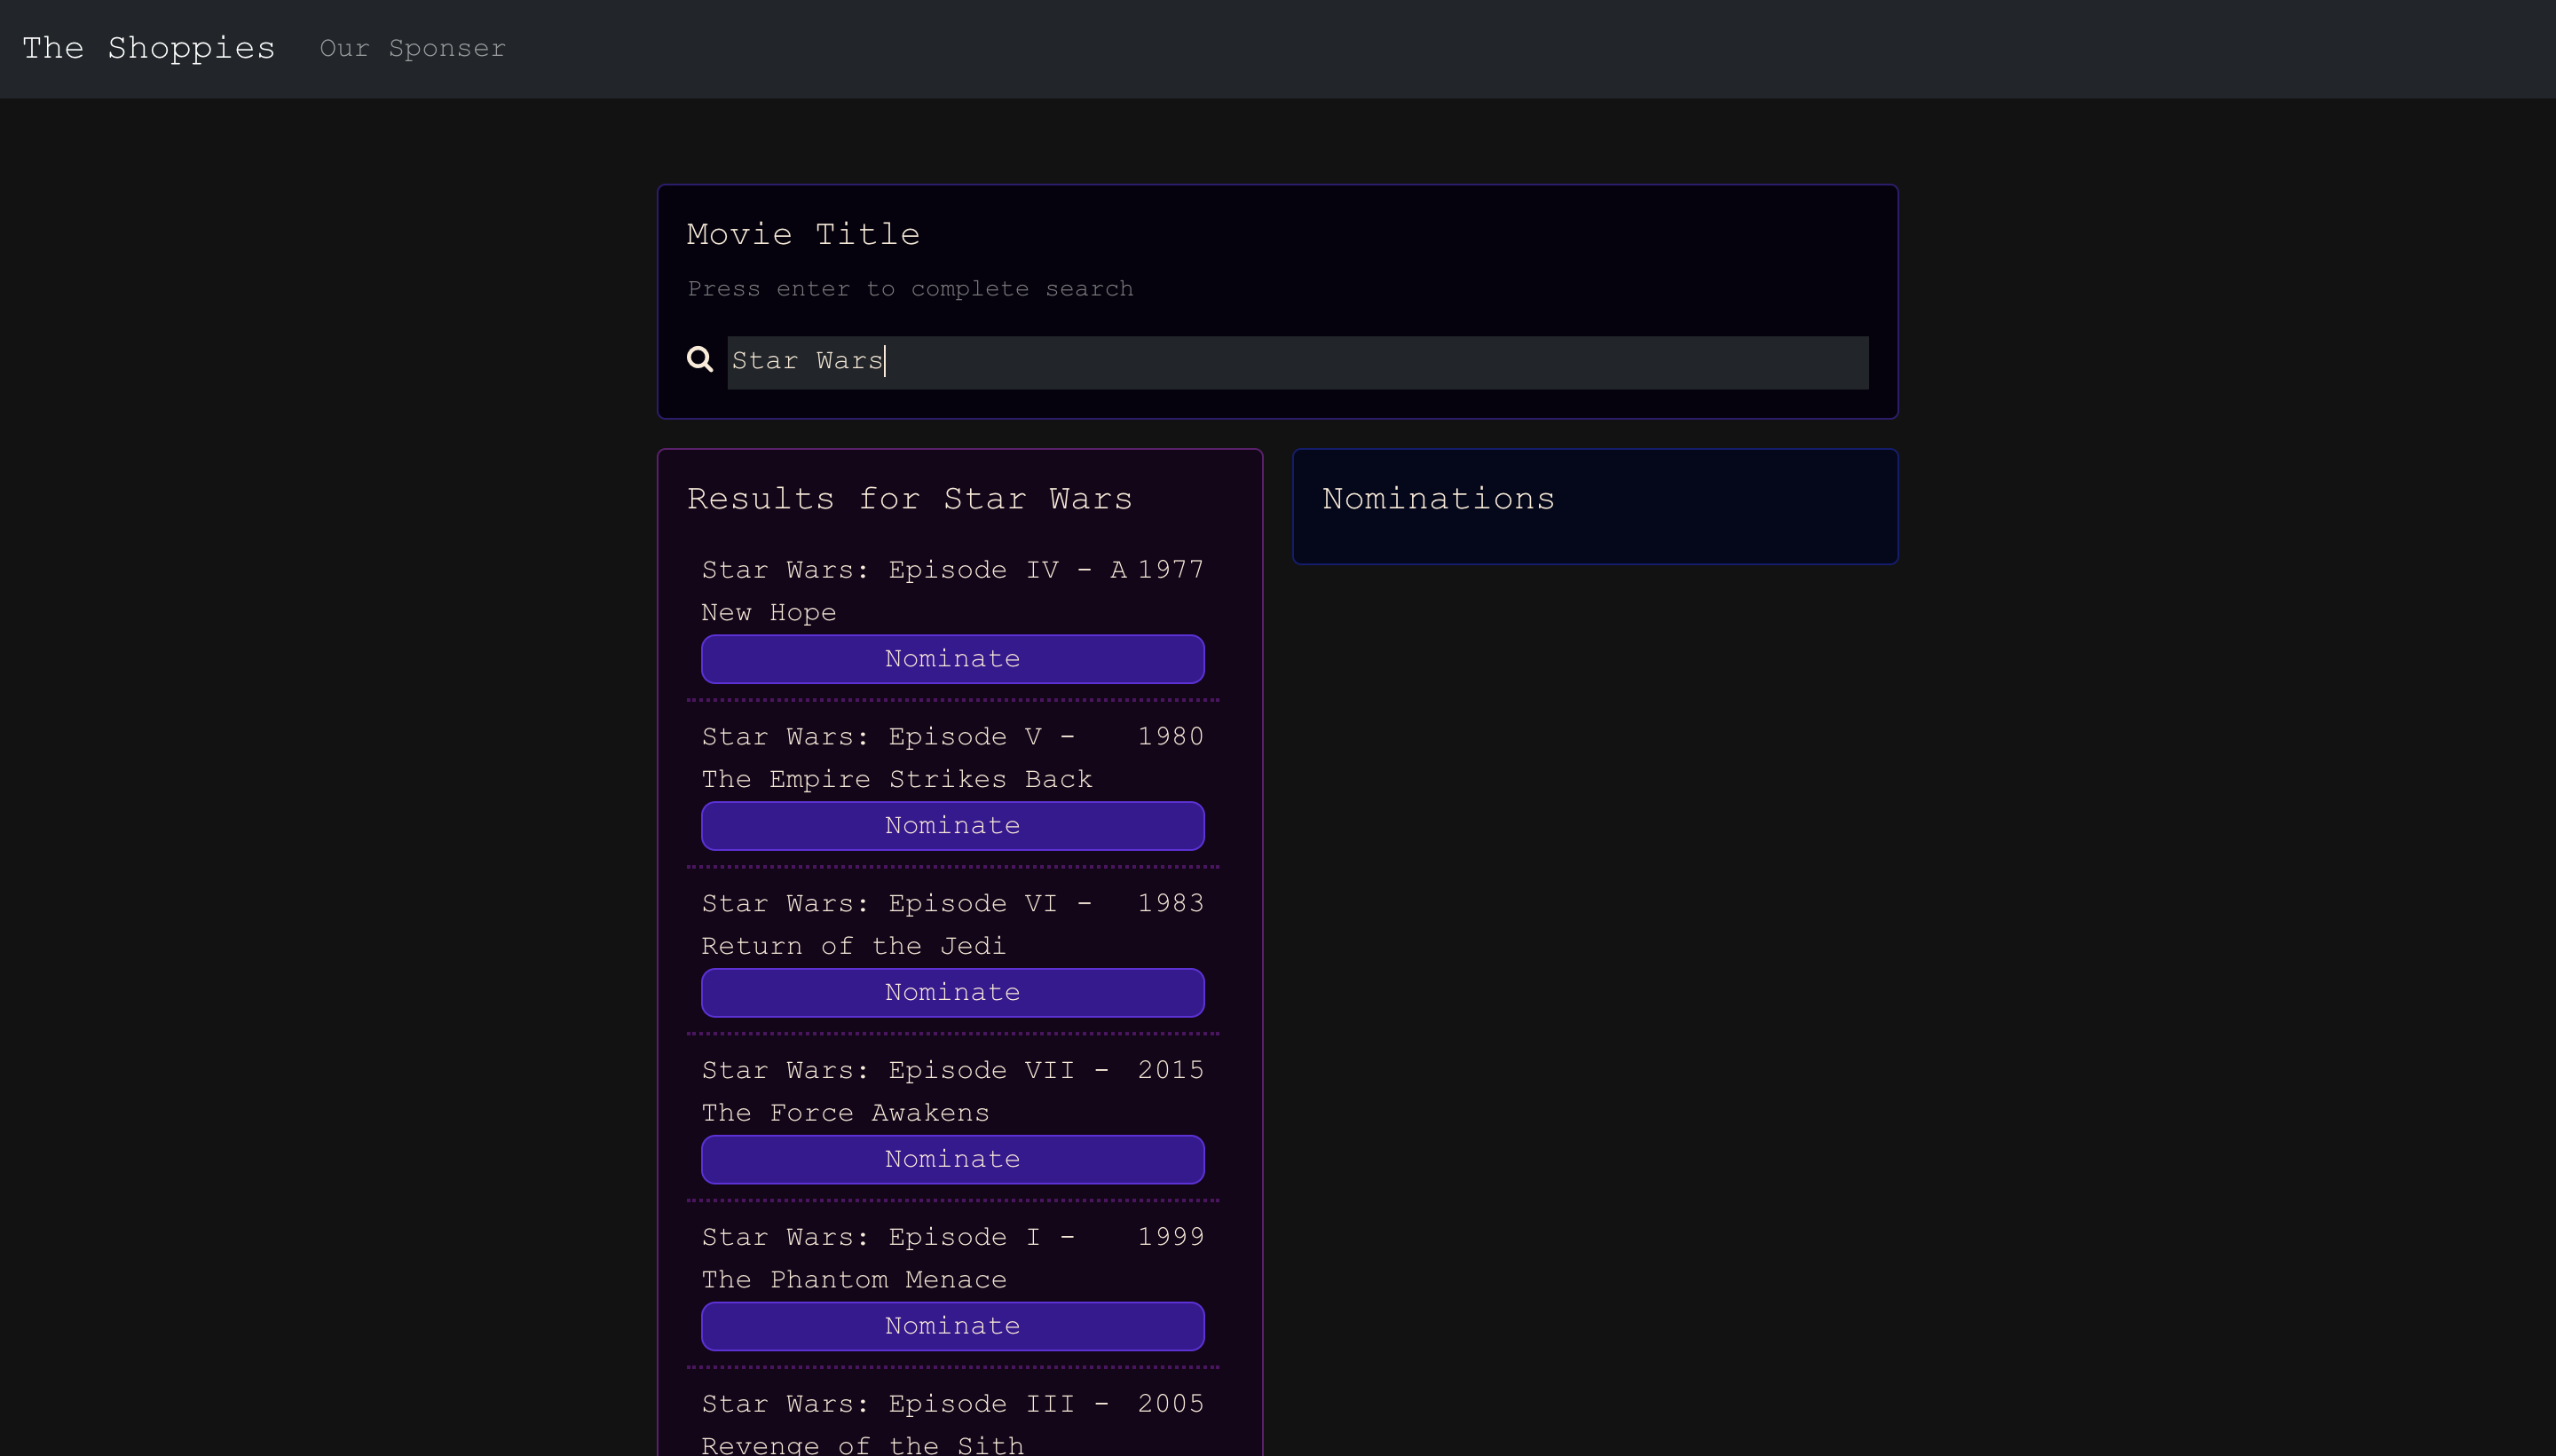 The Shoppies Our Sponser
Movie Title
Press enter to complete search
Star Wars
Results for Star Wars
Star Wars: Episode IV - A 1977
New Hope
Nominate
Star Wars: Episode V - 1980
The Empire Strikes Back
Nominate
Star Wars: Episode VI - 1983
Return of the Jedi
Nominate
Star Wars: Episode VII - 2015
The Force Awakens
Nominate
Star Wars: Episode I - 1999
The Phantom Menace
Nominate
Star Wars: Episode III - 2005
Revenge of the Sith
Nominations